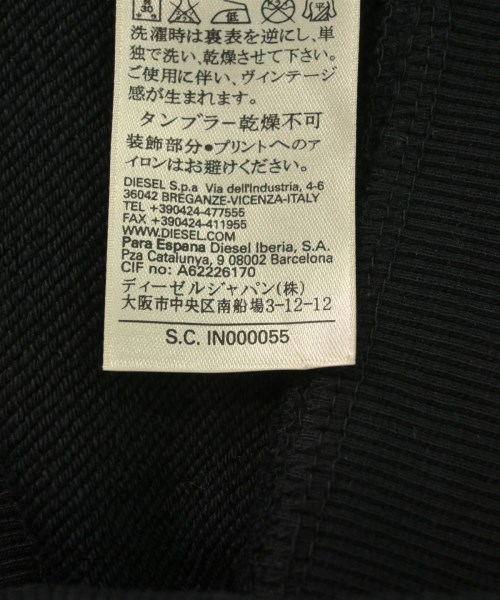 30
低
平
洗濯時は裏表を逆にし、単
独で洗い、乾燥させて下さい。
ご使用に伴い、ヴィンテージ
感が生まれます。
タンブラー乾燥不可
装飾部分●プリントへのア
イロンはお避けください。
DIESEL S.p.a Via dell'Industria, 4-6
36042 BREGANZE-VICENZA-ITALY
TEL +390424-477555
FAX +390424-411955
WWW.DIESEL.COM
Para Espana Diesel Iberia, S.A.
Pza Catalunya, 9 08002 Barcelona
CIF no: A62226170
ディーゼルジャパン(株)
大阪市中央区南船場3-12-12
S.C. IN000055